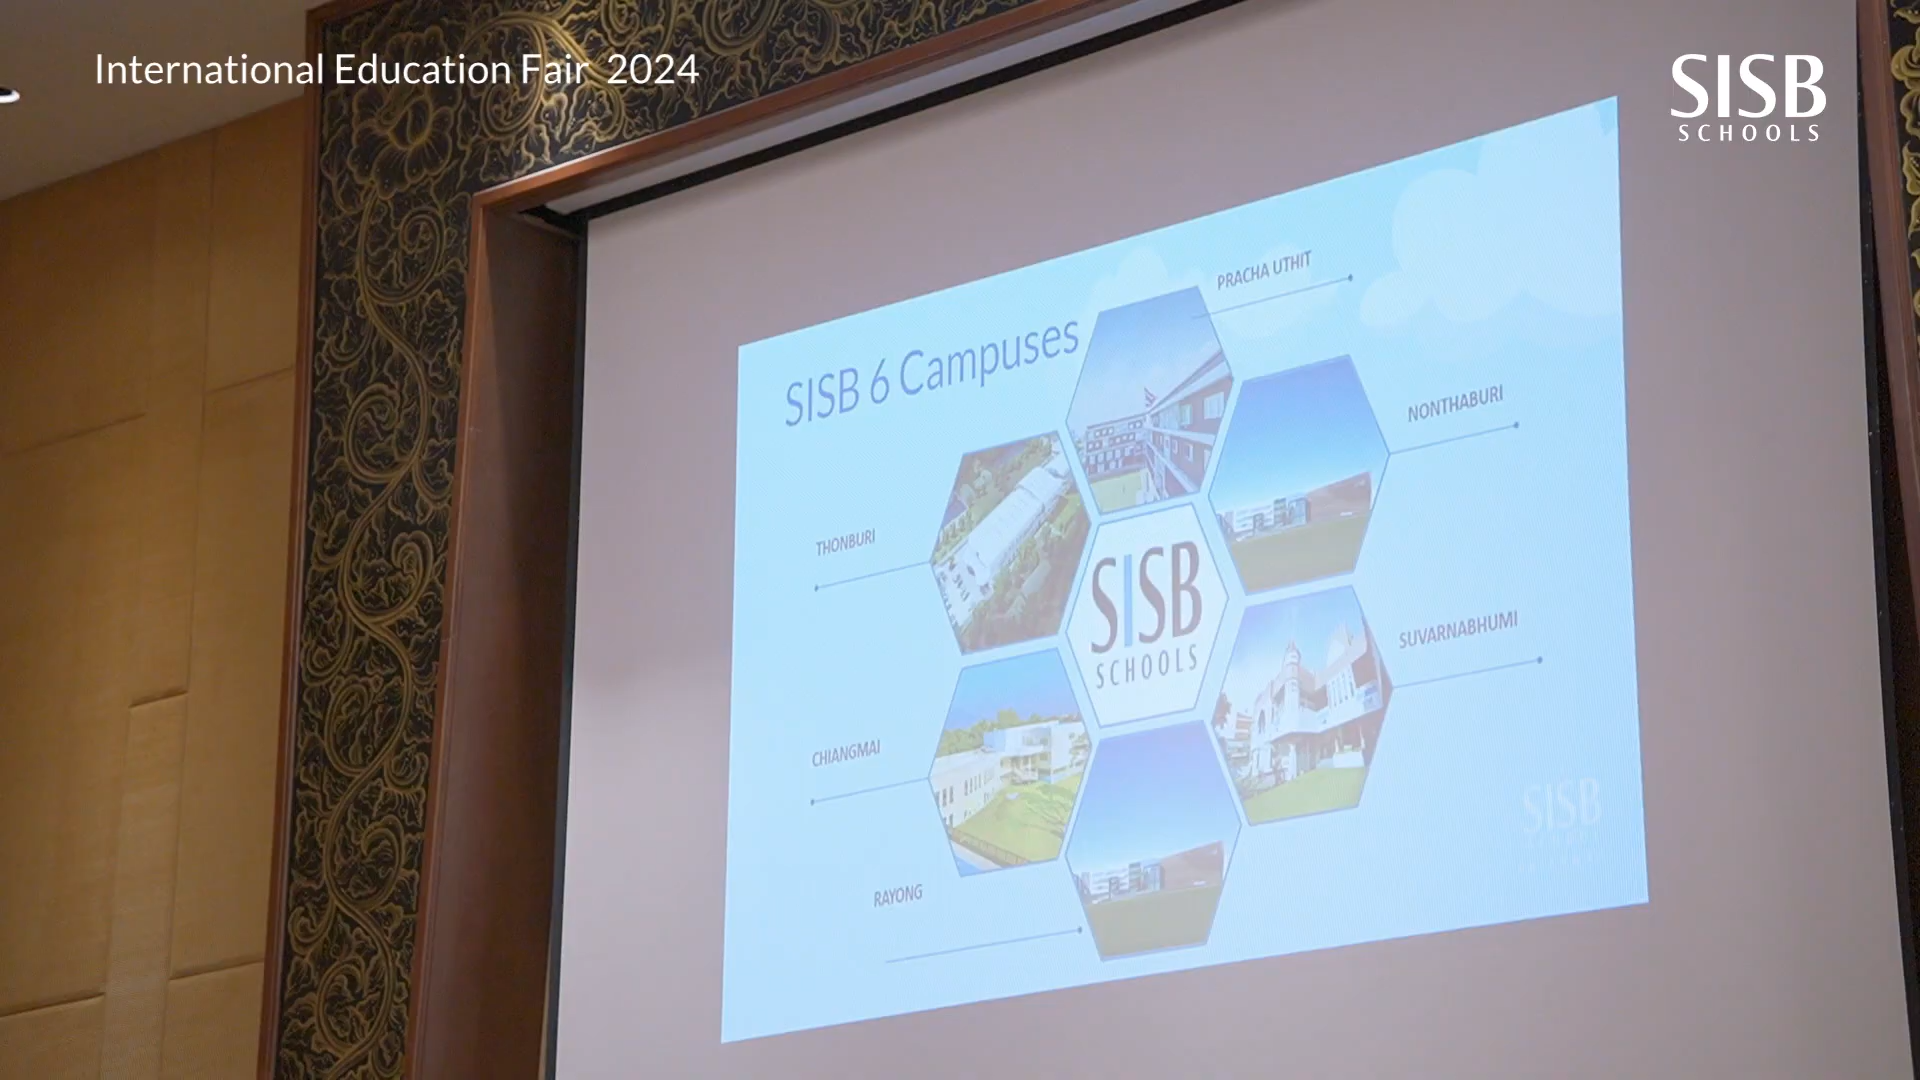 International Education Fair 2024
SISB
SCHOOLS
SISB 6 Campuses
PRACHA UTHIT
NONTHABURI
THONBURI
SISB
SCHOOLS
SUVARNABHUMI
CHIANGMAI
SISB
RAYONG